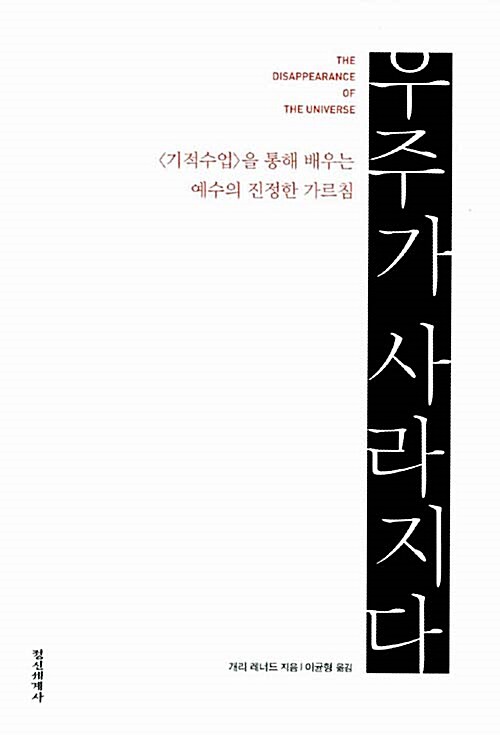 THE
DISAPPEARANCE
OF
THE UNIVERSE
우주가 사라지다
〈기적수업〉을 통해 배우는
예수의 진정한 가르침
개리 레너드 지음 | 이균형 옮김
정신세계사